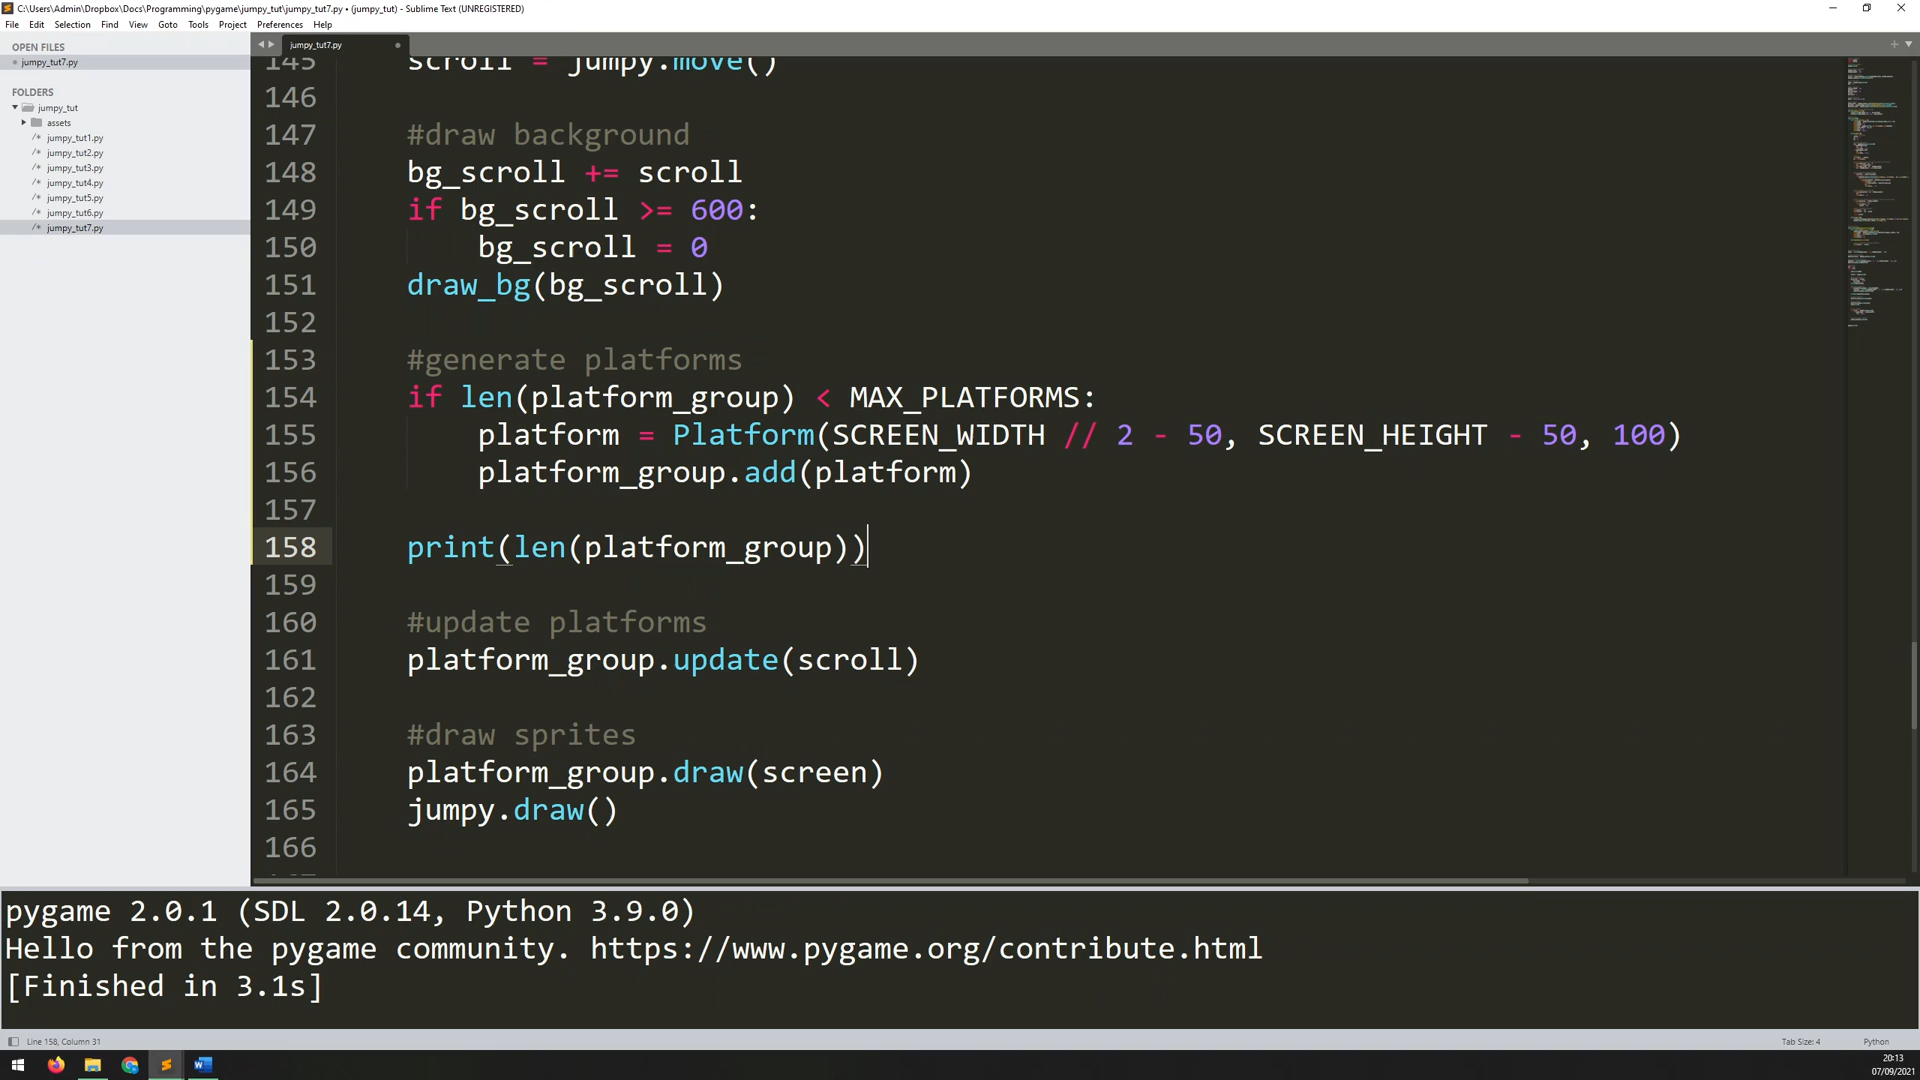 C:\Users\Admin\Dropbox\Docs\Programming\pygame\jumpy_tut\jumpy_tut7.py • (jumpy_tut) - Sublime Text (UNREGISTERED)
File Edit Selection Find View Goto Tools Project Preferences Help
OPEN FILES
jumpy_tut7.py
FOLDERS
jumpy_tut
assets
/* jumpy_tut1.py
/* jumpy_tut2.py
/* jumpy_tut3.py
/* jumpy_tut4.py
/* jumpy_tut5.py
/* jumpy_tut6.py
/* jumpy_tut7.py
jumpy_tut7.py
145 scroll = jumpy.move()
146
147 #draw background
148 bg_scroll += scroll
149 if bg_scroll >= 600:
150 bg_scroll = 0
151 draw_bg(bg_scroll)
152
153 #generate platforms
154 if len(platform_group) < MAX_PLATFORMS:
155 platform = Platform(SCREEN_WIDTH // 2 - 50, SCREEN_HEIGHT - 50, 100)
156 platform_group.add(platform)
157
158 print(len(platform_group))
159
160 #update platforms
161 platform_group.update(scroll)
162
163 #draw sprites
164 platform_group.draw(screen)
165 jumpy.draw()
166
pygame 2.0.1 (SDL 2.0.14, Python 3.9.0)
Hello from the pygame community. https://www.pygame.org/contribute.html
[Finished in 3.1s]
Line 158, Column 31
Tab Size: 4
Python
20:13
07/09/2021